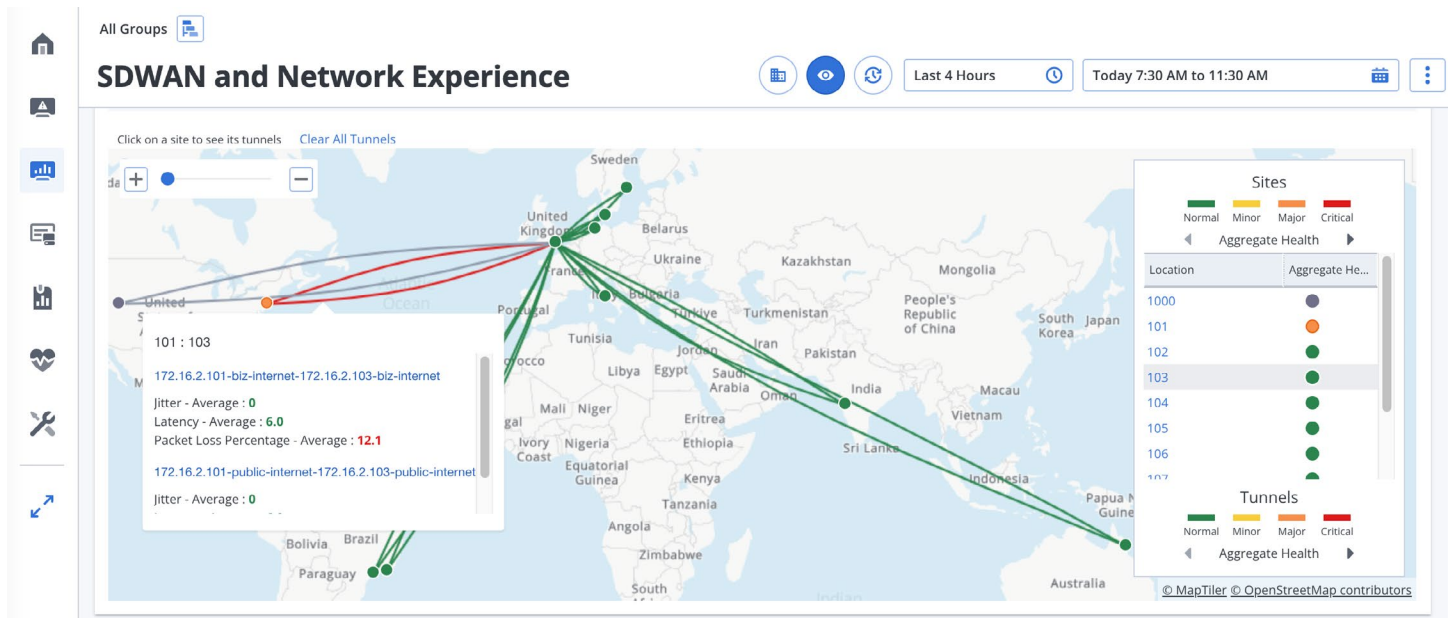 All Groups
SDWAN and Network Experience
Last 4 Hours
Today 7:30 AM to 11:30 AM
Click on a site to see its tunnels
Clear All Tunnels
Sweden
United
Kingdom
Belarus
Ukraine
France
Kazakhstan
Mongolia
Italy
Bulgaria
United
Ocean
Portugal
Türkiye
Turkmenistan
People's
Republic
of China
South
Korea
Japan
Tunisia
Jordan
Iran
Pakistan
Libya
Egypt
Saudi
Arabia
Oman
India
Macau
Mali
Niger
Eritrea
Vietnam
Ivory
Coast
Nigeria
Ethiopia
Sri Lanka
Equatorial
Guinea
Kenya
Indonesia
Tanzania
Papua N
Guine
Angola
Bolivia
Brazil
Zimbabwe
Paraguay
South
Australia
Indian
101 : 103
172.16.2.101-biz-internet-172.16.2.103-biz-internet
Jitter - Average : 0
Latency - Average : 6.0
Packet Loss Percentage - Average : 12.1
172.16.2.101-public-internet-172.16.2.103-public-internet
Jitter - Average : 0
Sites
Normal Minor Major Critical
Aggregate Health
Location Aggregate He...
1000
101
102
103
104
105
106
107
Tunnels
Normal Minor Major Critical
Aggregate Health
© MapTiler © OpenStreetMap contributors